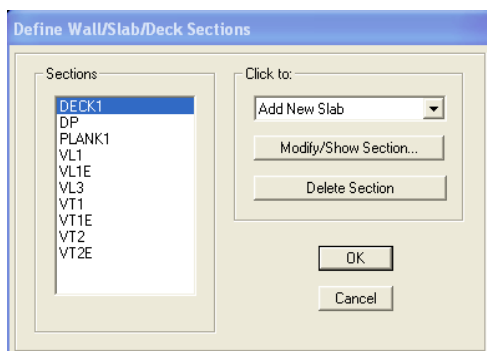 Define Wall/Slab/Deck Sections
Sections
DECK1
DP
PLANK1
VL1
VL1E
VL3
VT1
VT1E
VT2
VT2E
Click to:
Add New Slab
Modify/Show Section...
Delete Section
OK
Cancel